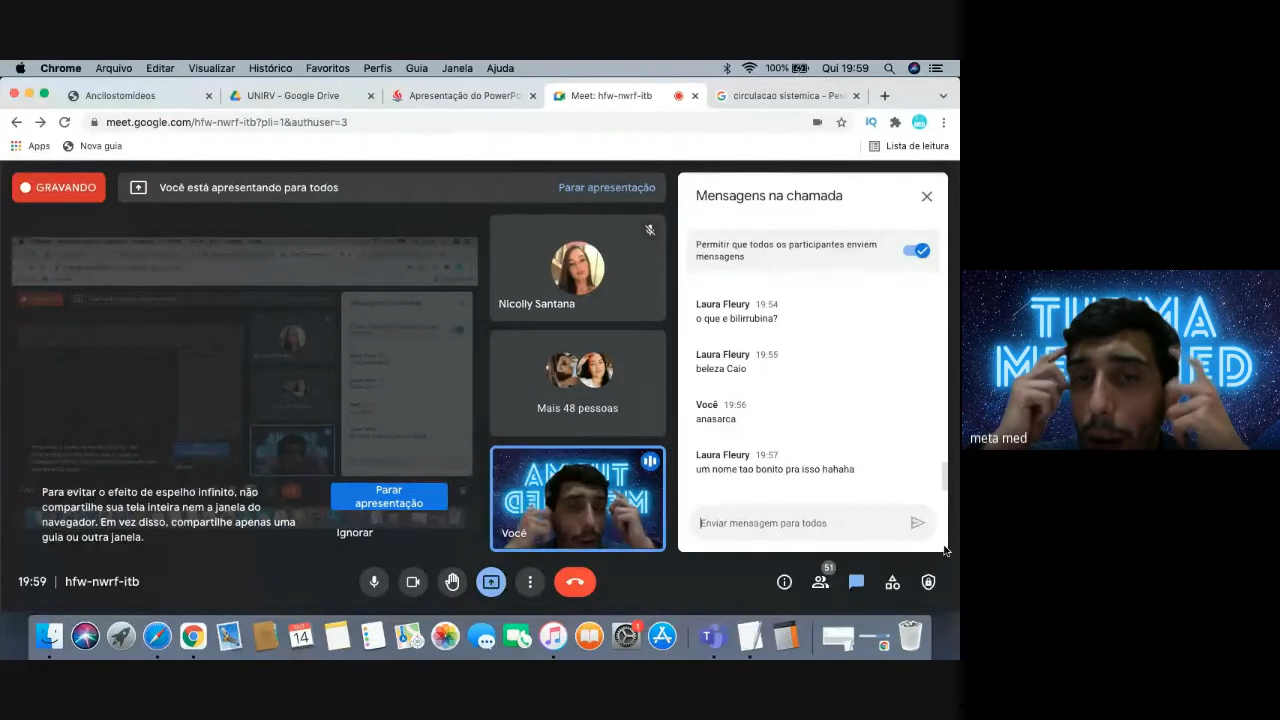 Chrome Arquivo Editar Visualizar Histórico Favoritos Perfis Guia Janela Ajuda 100% Qui 19:59
Ancilostomídeos
UNIRV - Google Drive
Apresentação do PowerPo
Meet: hfw-nwrf-itb
circulacao sistemica - Pes
meet.google.com/hfw-nwrf-itb?pli=1&authuser=3
IQ
Apps Nova guia Lista de leitura
GRAVANDO
Você está apresentando para todos
Parar apresentação
Nicolly Santana
Mais 48 pessoas
Você
Para evitar o efeito de espelho infinito, não
compartilhe sua tela inteira nem a janela do
navegador. Em vez disso, compartilhe apenas uma
guia ou outra janela.
Parar
apresentação
Ignorar
Mensagens na chamada
Permitir que todos os participantes enviem
mensagens
Laura Fleury 19:54
o que e bilirrubina?
Laura Fleury 19:55
beleza Caio
Você 19:56
anasarca
Laura Fleury 19:57
um nome tao bonito pra isso hahaha
Enviar mensagem para todos
19:59 | hfw-nwrf-itb
51
OUT
14
1
meta med